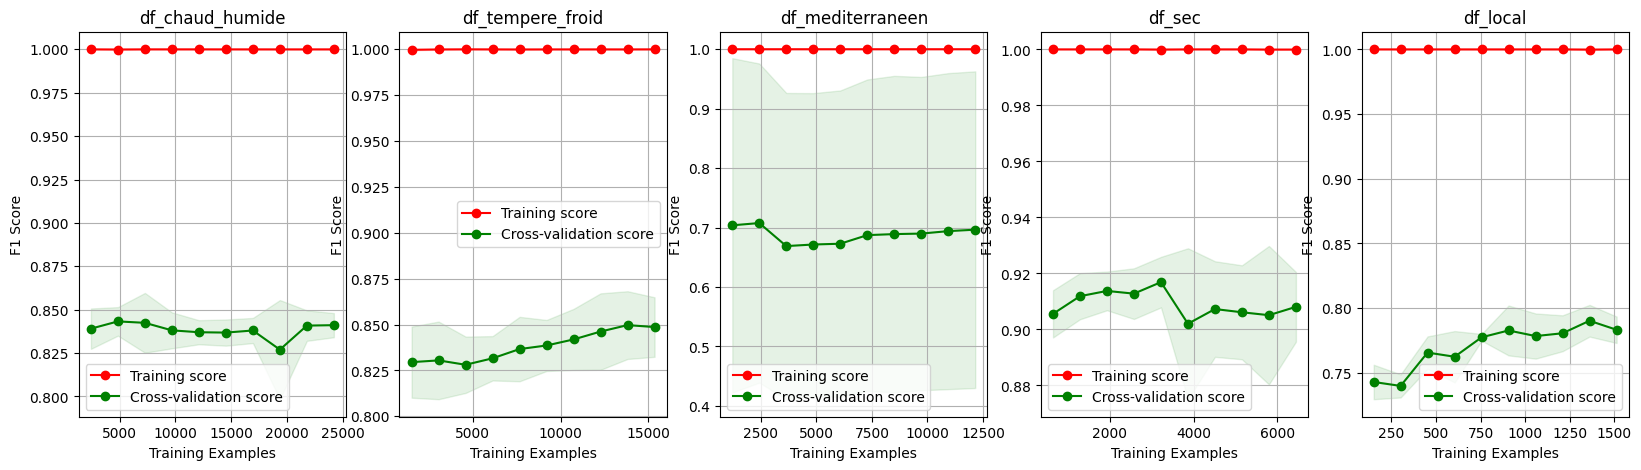 df_chaud_humide
1.000
0.975
0.950
0.925
0.900
0.875
0.850
0.825
0.800
F1 Score
Training score
Cross-validation score
5000 10000 15000 20000 25000
Training Examples
df_tempere_froid
1.000
0.975
0.950
0.925
0.900
0.875
0.850
0.825
0.800
F1 Score
Training score
Cross-validation score
5000 10000 15000
Training Examples
df_mediterraneen
1.0
0.9
0.8
0.7
0.6
0.5
0.4
Training score
Cross-validation score
2500 5000 7500 10000 12500
Training Examples
df_sec
1.00
0.98
0.96
0.94
0.92
0.90
0.88
F1 Score
Training score
Cross-validation score
2000 4000 6000
Training Examples
df_local
1.00
0.95
0.90
0.85
0.80
0.75
F1 Score
Training score
Cross-validation score
250 500 750 1000 1250 1500
Training Examples